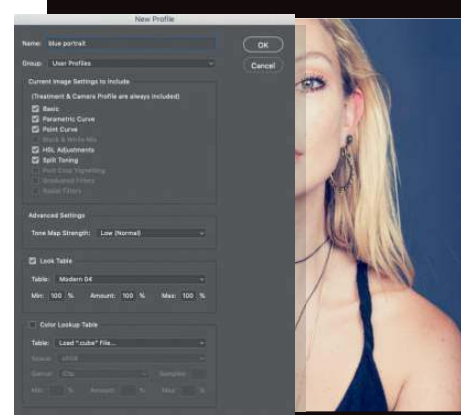 New Profile
Name: blue portrait
OK
Group: User Profiles
Cancel
Current Image Settings to Include
(Treatment & Camera Profile are always included)
Basic
Parametric Curve
Point Curve
Black & White Mix
HSL Adjustments
Split Toning
Post Crop Vignetting
Graduated Filters
Radial Filters
Advanced Settings
Tone Map Strength: Low (Normal)
Look Table
Table: Modern 04
Min: 100 % Amount: 100 % Max: 100 %
Color Lookup Table
Table: Load ".cube" File...
Space: sRGB
Gamut: Clip Samples:
Min: % Amount: % Max: %